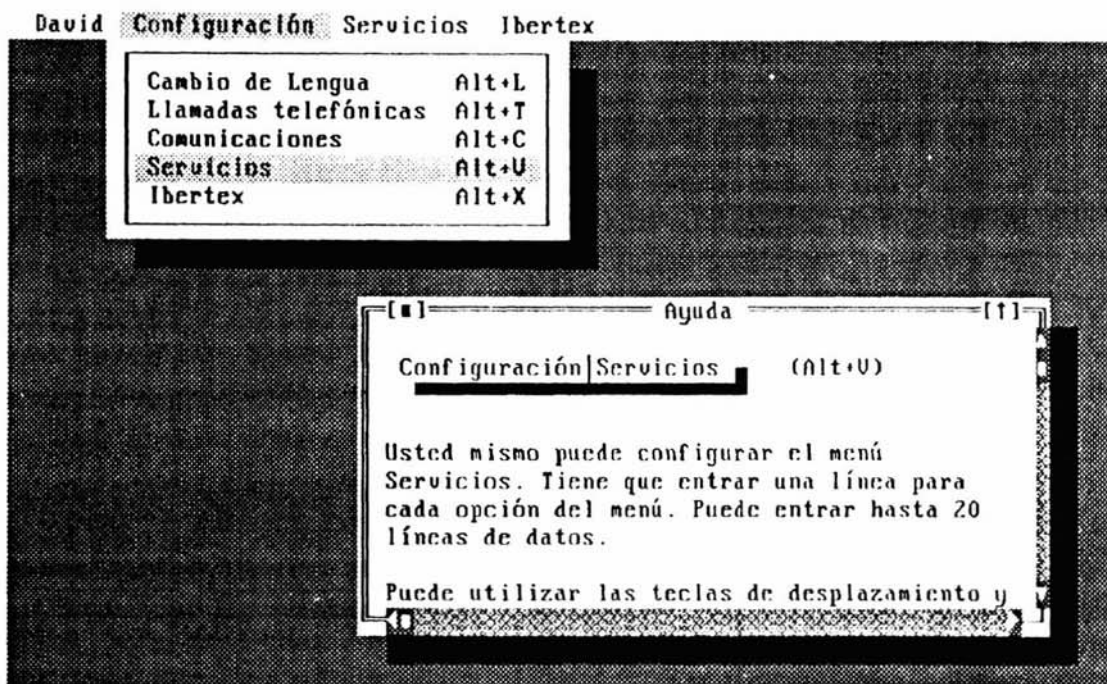 David Configuración Servicios Ibertex
Cambio de Lengua Alt+L
Llamadas telefónicas Alt+T
Comunicaciones Alt+C
Servicios Alt+V
Ibertex Alt+X
[■] Ayuda [↑]
Configuración|Servicios (Alt+V)
Usted mismo puede configurar el menú
Servicios. Tiene que entrar una línea para
cada opción del menú. Puede entrar hasta 20
líneas de datos.
Puede utilizar las teclas de desplazamiento y